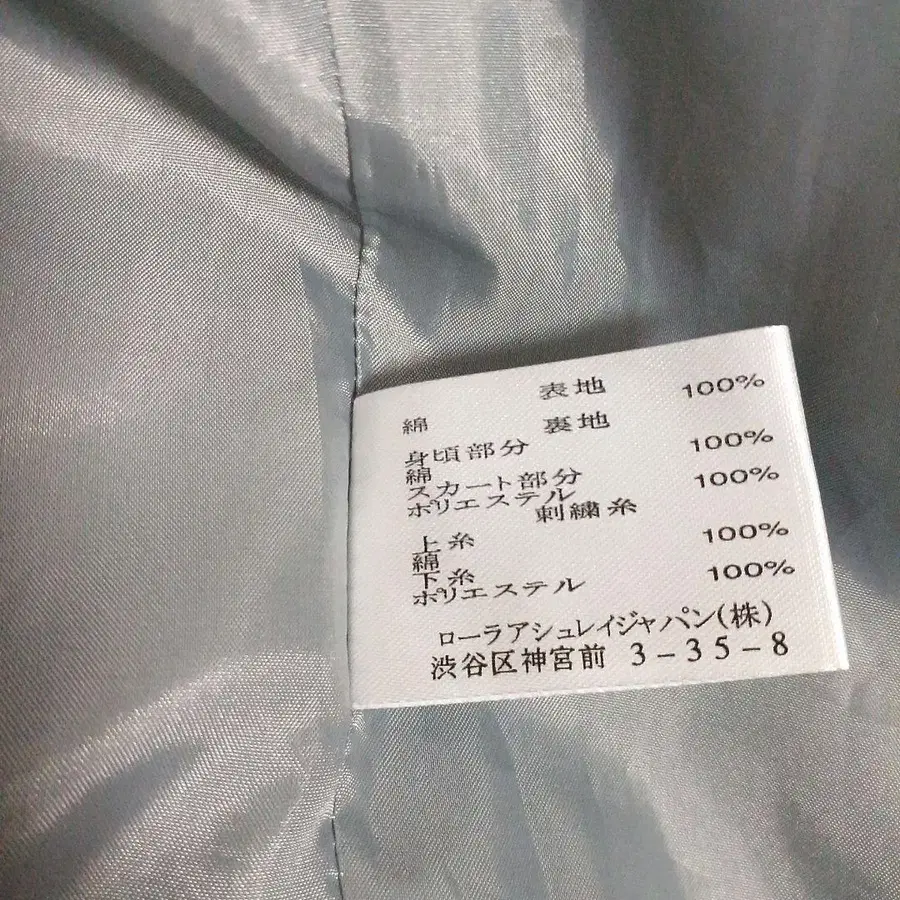 表地
綿 100%
裏地
身頃部分
綿 100%
スカート部分
ポリエステル 100%
刺繍糸
上糸
綿 100%
下糸
ポリエステル 100%
ローラアシュレイジャパン(株)
渋谷区神宮前 3-35-8